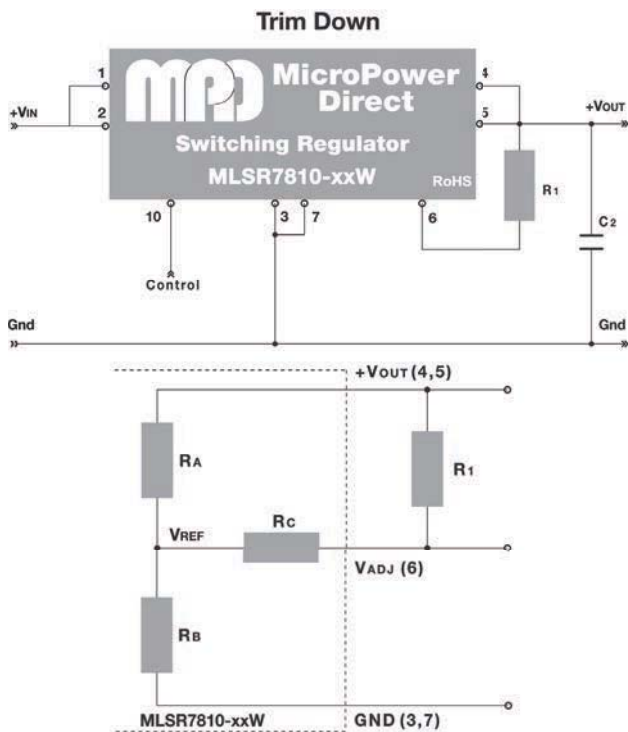 Trim Down
1
MPD
MicroPower
Direct
4
+VIN
2
5
+VOUT
Switching Regulator
MLSR7810-xxW
RoHS
R1
10
3
7
6
C2
Control
Gnd
Gnd
+VOUT (4,5)
RA
R1
VREF
RC
VADJ (6)
RB
MLSR7810-xxW
GND (3,7)